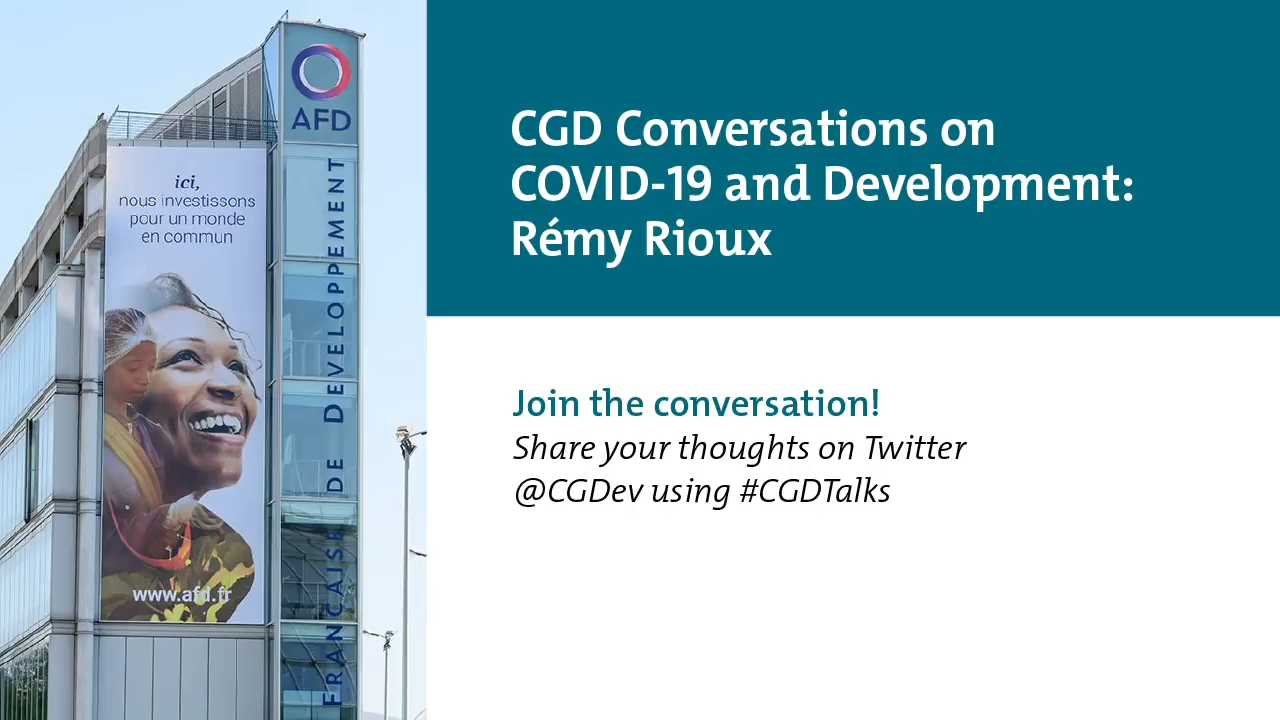 AFD
FRANÇAISE DE DEVELOPPEMENT
ici,
nous investissons
pour un monde
en commun
www.afd.fr
CGD Conversations on
COVID-19 and Development:
Rémy Rioux
Join the conversation!
Share your thoughts on Twitter
@CGDev using #CGDTalks